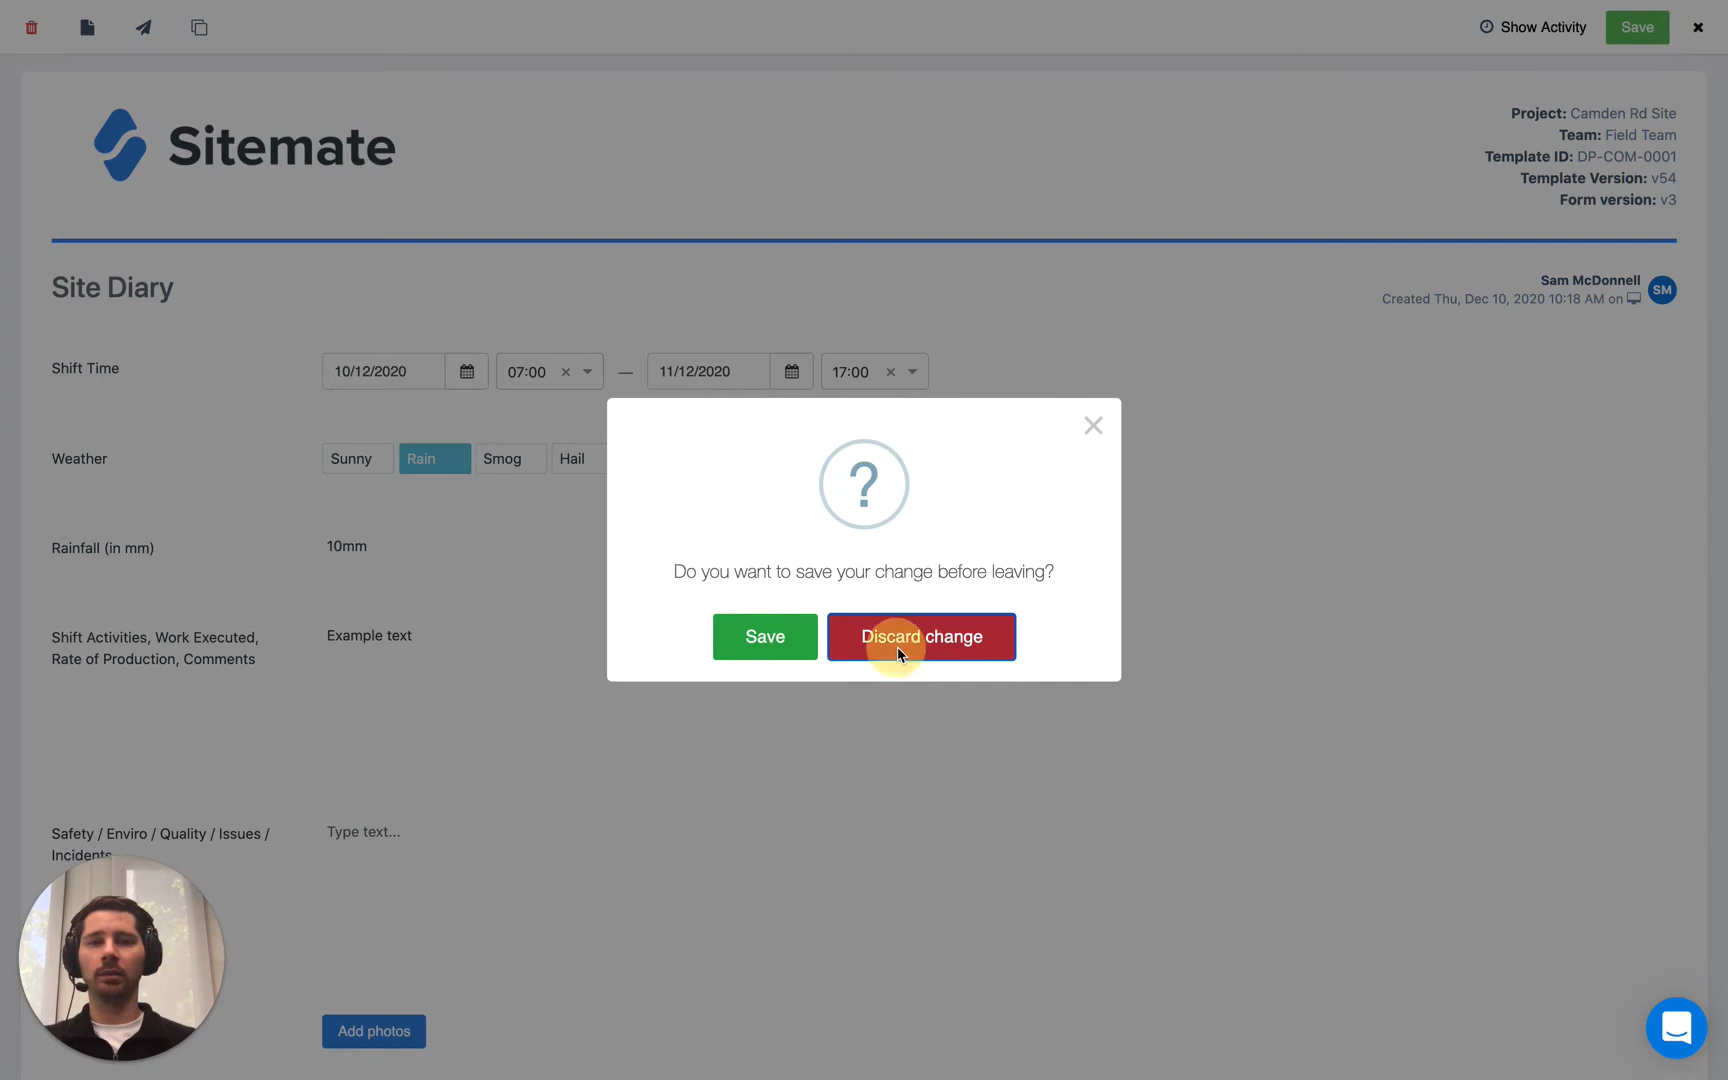 Show Activity
Save
Sitemate
Project: Camden Rd Site
Team: Field Team
Template ID: DP-COM-0001
Template Version: v54
Form version: v3
Site Diary
Sam McDonnell
Created Thu, Dec 10, 2020 10:18 AM on
SM
Shift Time
10/12/2020
07:00
—
11/12/2020
17:00
Weather
Sunny
Rain
Smog
Hail
?
Do you want to save your change before leaving?
Save
Discard change
Rainfall (in mm)
10mm
Shift Activities, Work Executed,
Rate of Production, Comments
Example text
Safety / Enviro / Quality / Issues /
Incidents
Type text...
Add photos